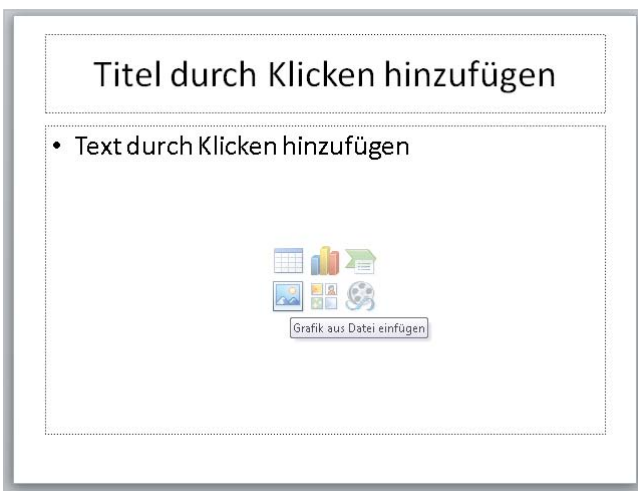 Titel durch Klicken hinzufügen
• Text durch Klicken hinzufügen
Grafik aus Datei einfügen